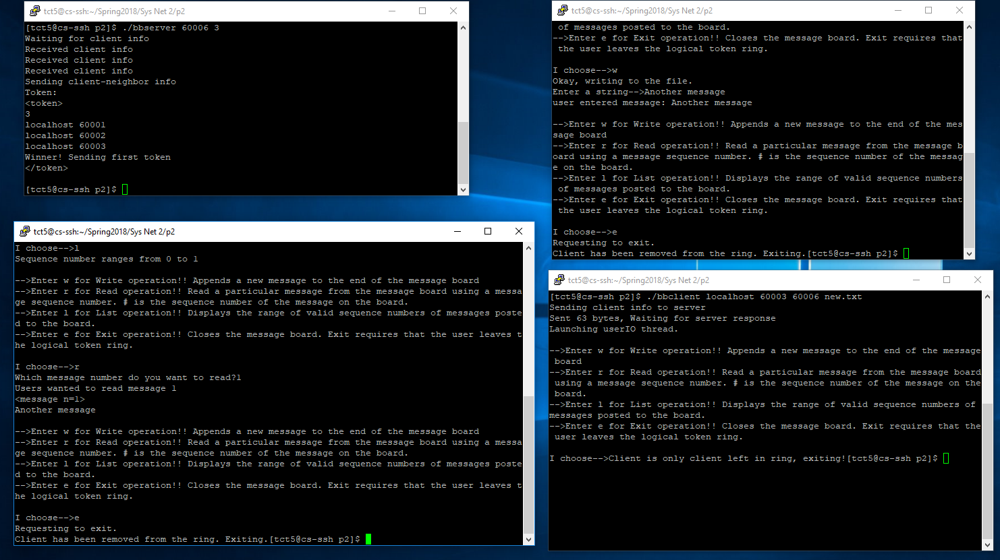 tct5@cs-ssh:~/Spring2018/Sys Net 2/p2
[tct5@cs-ssh p2]$ ./bbserver 60006 3
Waiting for client info
Received client info
Received client info
Received client info
Sending client-neighbor info
Token:
<token>
3
localhost 60001
localhost 60002
localhost 60003
Winner! Sending first token
</token>
[tct5@cs-ssh p2]$
tct5@cs-ssh:~/Spring2018/Sys Net 2/p2
of messages posted to the board.
-->Enter e for Exit operation!! Closes the message board. Exit requires that
the user leaves the logical token ring.
I choose-->w
Okay, writing to the file.
Enter a string-->Another message
user entered message: Another message
-->Enter w for Write operation!! Appends a new message to the end of the mes
sage board
-->Enter r for Read operation!! Read a particular message from the message b
oard using a message sequence number. # is the sequence number of the messag
e on the board.
-->Enter l for List operation!! Displays the range of valid sequence numbers
of messages posted to the board.
-->Enter e for Exit operation!! Closes the message board. Exit requires that
the user leaves the logical token ring.
I choose-->e
Requesting to exit.
Client has been removed from the ring. Exiting.[tct5@cs-ssh p2]$
tct5@cs-ssh:~/Spring2018/Sys Net 2/p2
I choose-->l
Sequence number ranges from 0 to 1
-->Enter w for Write operation!! Appends a new message to the end of the message board
-->Enter r for Read operation!! Read a particular message from the message board using a messa
ge sequence number. # is the sequence number of the message on the board.
-->Enter l for List operation!! Displays the range of valid sequence numbers of messages poste
d to the board.
-->Enter e for Exit operation!! Closes the message board. Exit requires that the user leaves t
he logical token ring.
I choose-->r
Which message number do you want to read?1
Users wanted to read message 1
<message n=1>
Another message
-->Enter w for Write operation!! Appends a new message to the end of the message board
-->Enter r for Read operation!! Read a particular message from the message board using a messa
ge sequence number. # is the sequence number of the message on the board.
-->Enter l for List operation!! Displays the range of valid sequence numbers of messages poste
d to the board.
-->Enter e for Exit operation!! Closes the message board. Exit requires that the user leaves t
he logical token ring.
I choose-->e
Requesting to exit.
Client has been removed from the ring. Exiting.[tct5@cs-ssh p2]$
tct5@cs-ssh:~/Spring2018/Sys Net 2/p2
[tct5@cs-ssh p2]$ ./bbclient localhost 60003 60006 new.txt
Sending client info to server
Sent 63 bytes, Waiting for server response
Launching userIO thread.
-->Enter w for Write operation!! Appends a new message to the end of the message
board
-->Enter r for Read operation!! Read a particular message from the message board
using a message sequence number. # is the sequence number of the message on the
board.
-->Enter l for List operation!! Displays the range of valid sequence numbers of
messages posted to the board.
-->Enter e for Exit operation!! Closes the message board. Exit requires that the
user leaves the logical token ring.
I choose-->Client is only client left in ring, exiting![tct5@cs-ssh p2]$